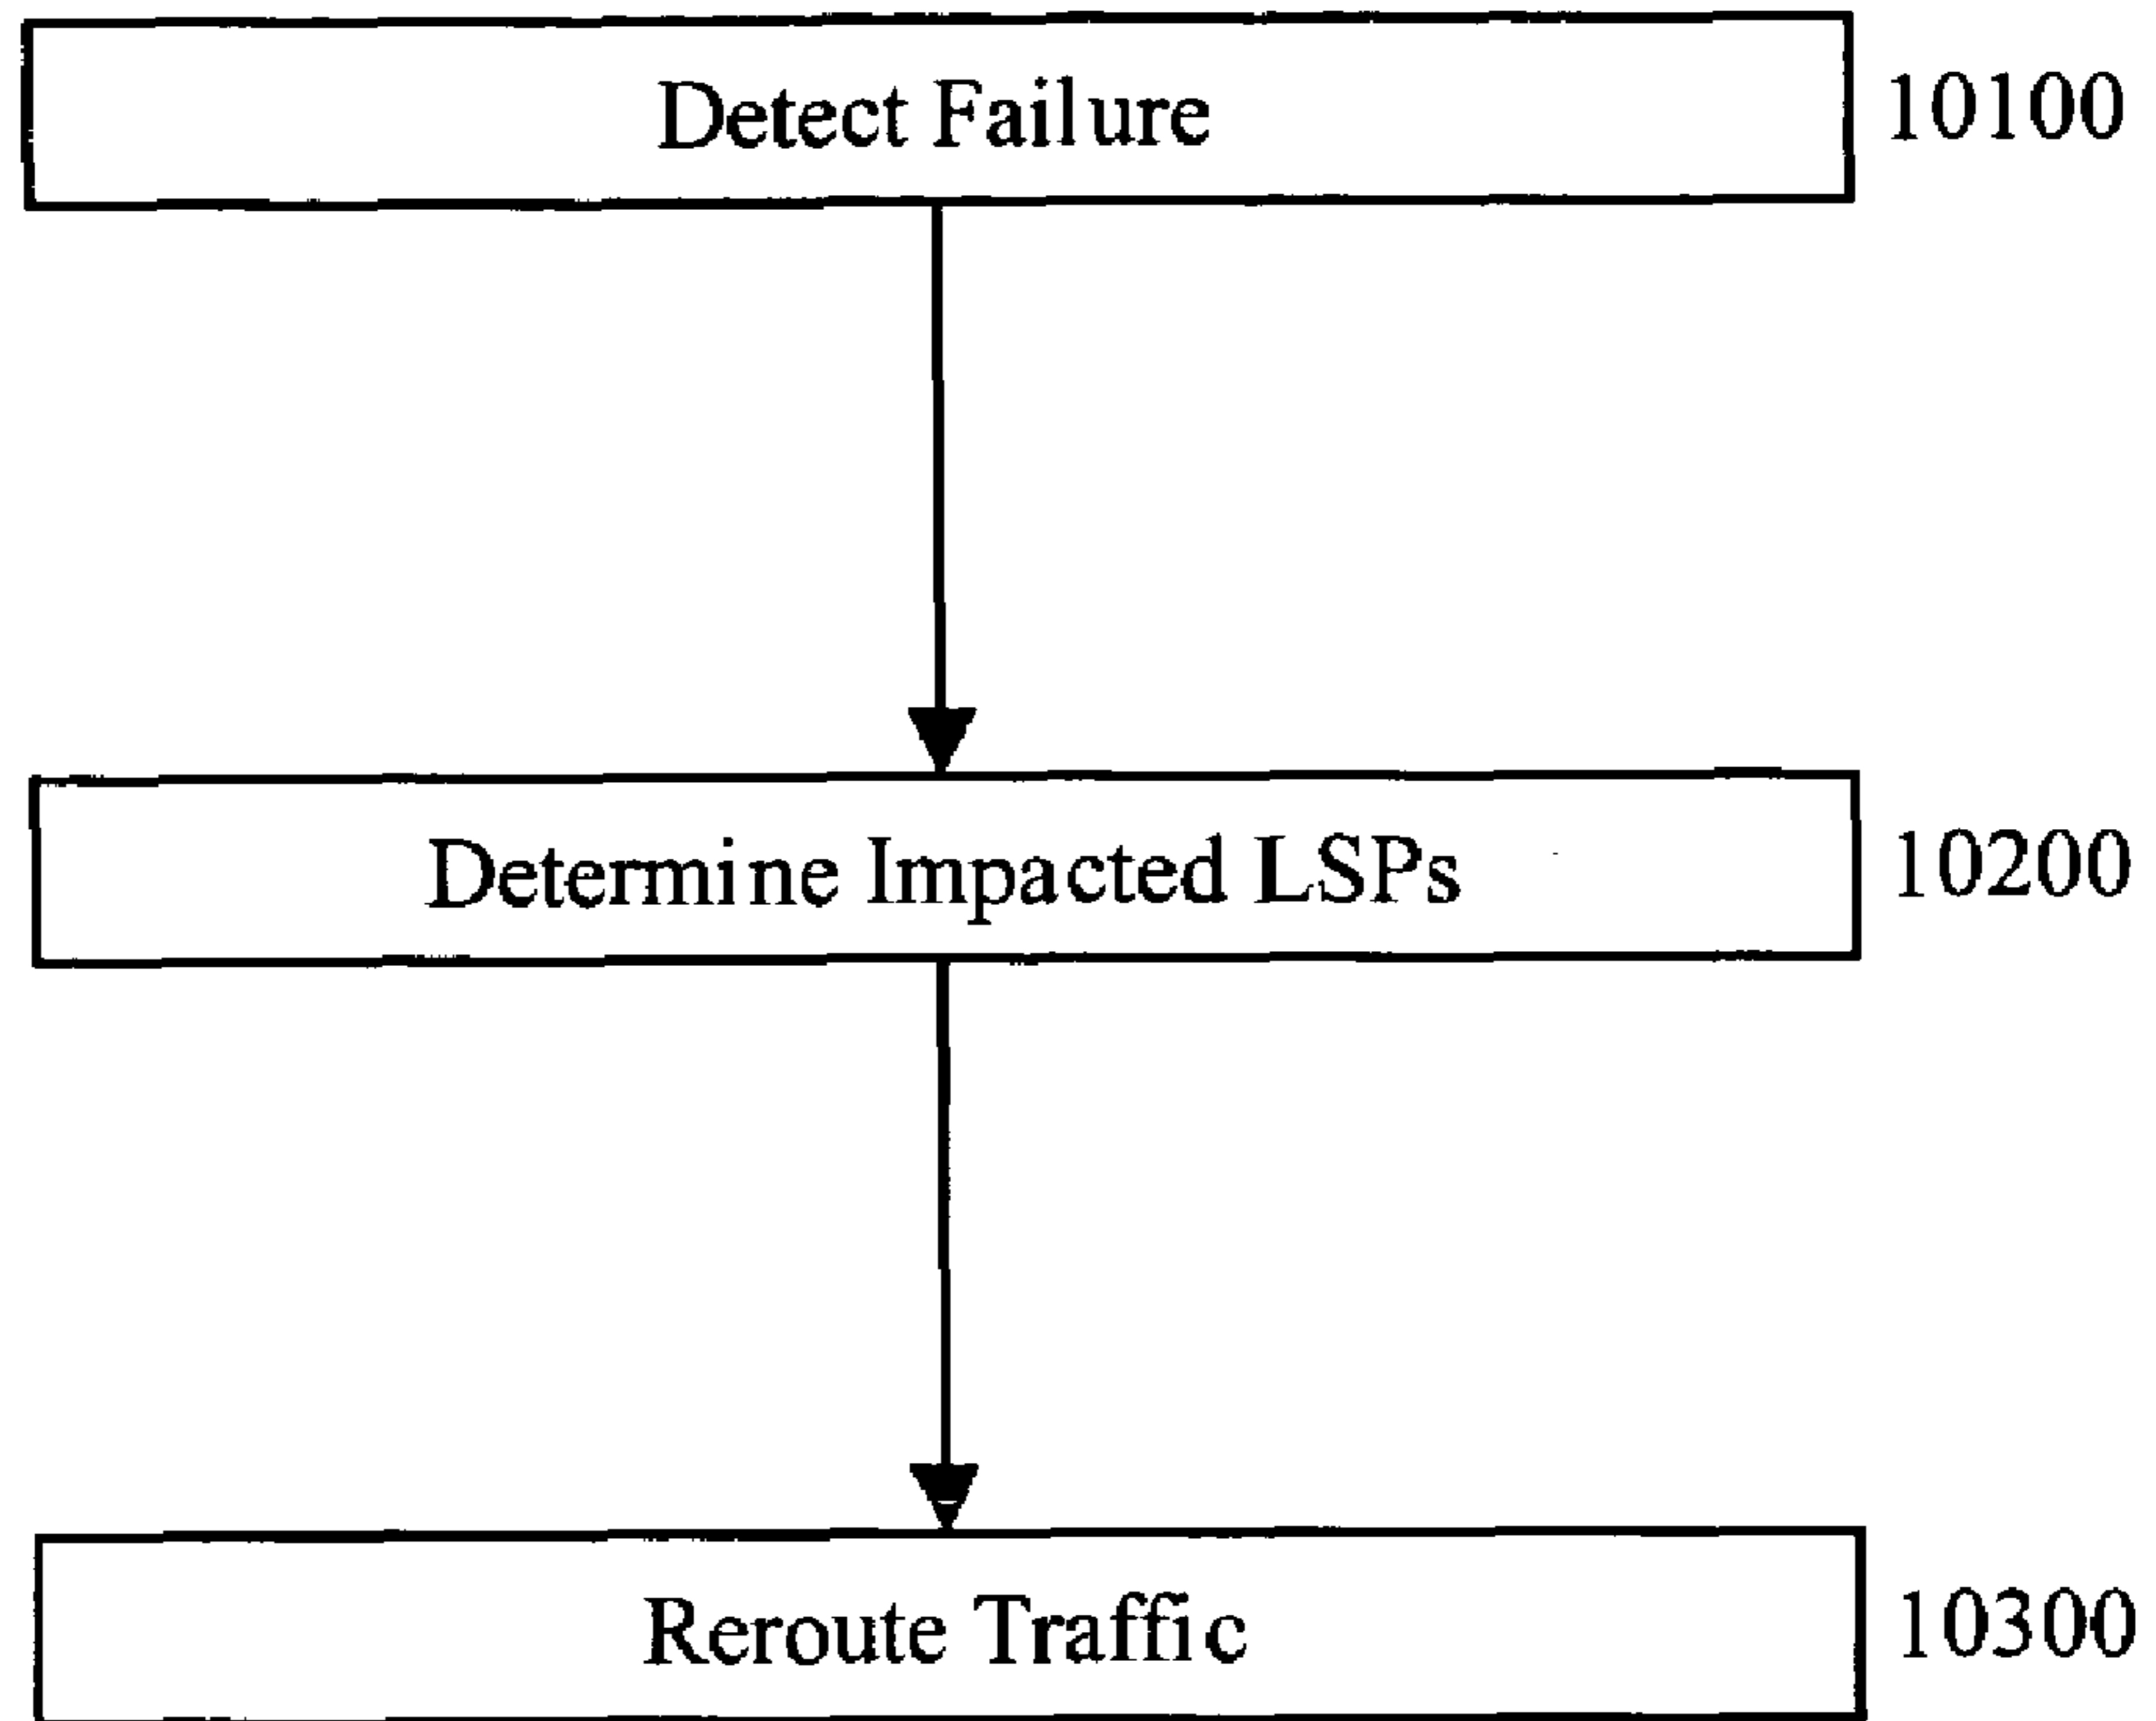 Detect Failure 10100
Determine Impacted LSPs 10200
Reroute Traffic 10300